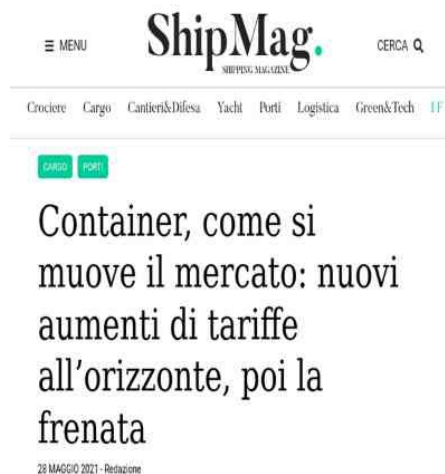 ≡ MENU
ShipMag.
SHIPPING MAGAZINE
CERCA
Crociere Cargo Cantieri&Difesa Yacht Porti Logistica Green&Tech I F
CARGO PORTI
Container, come si
muove il mercato: nuovi
aumenti di tariffe
all'orizzonte, poi la
frenata
28 MAGGIO 2021 - Redazione